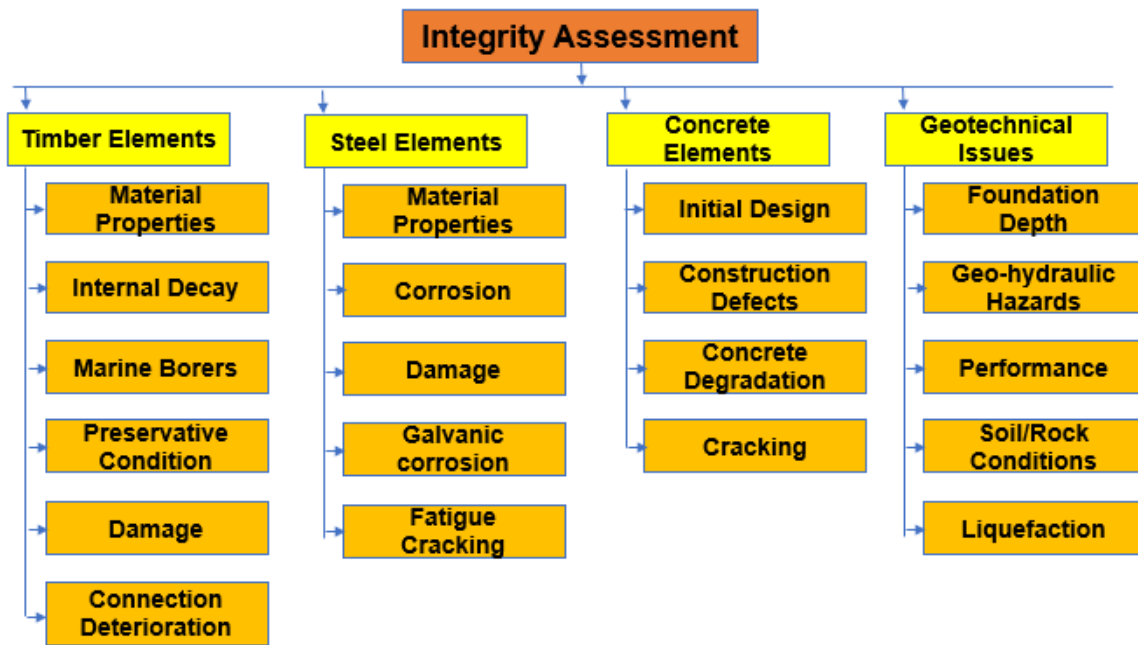 Integrity Assessment
Timber Elements
Material
Properties
Internal Decay
Marine Borers
Preservative
Condition
Damage
Connection
Deterioration
Steel Elements
Material
Properties
Corrosion
Damage
Galvanic
corrosion
Fatigue
Cracking
Concrete
Elements
Initial Design
Construction
Defects
Concrete
Degradation
Cracking
Geotechnical
Issues
Foundation
Depth
Geo-hydraulic
Hazards
Performance
Soil/Rock
Conditions
Liquefaction